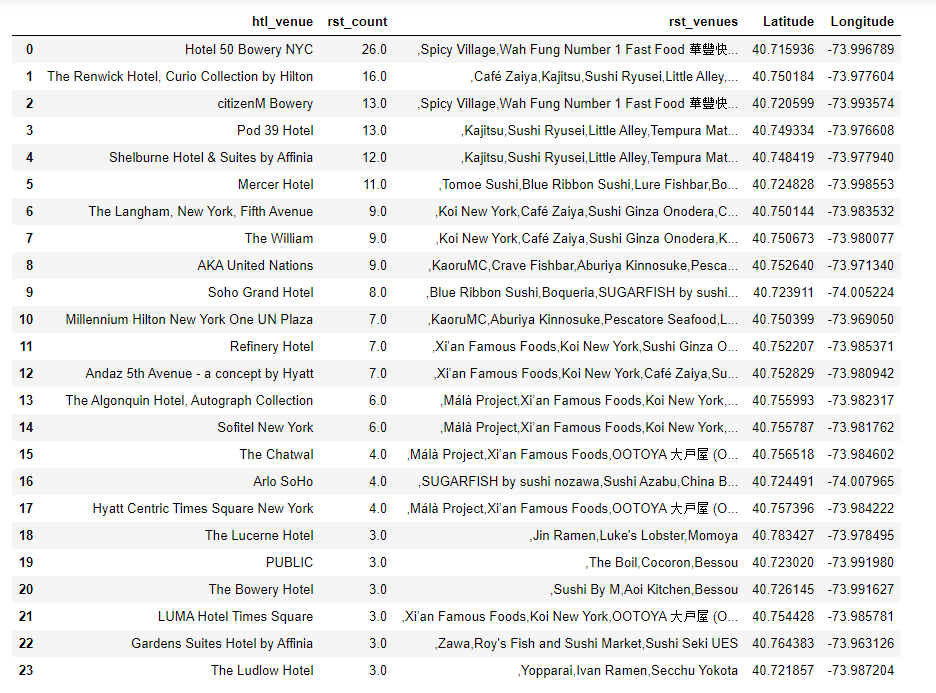 htl_venue rst_count rst_venues Latitude Longitude
0 Hotel 50 Bowery NYC 26.0 ,Spicy Village,Wah Fung Number 1 Fast Food 華豐快... 40.715936 -73.996789
1 The Renwick Hotel, Curio Collection by Hilton 16.0 ,Café Zaiya,Kajitsu,Sushi Ryusei,Little Alley,... 40.750184 -73.977604
2 citizenM Bowery 13.0 ,Spicy Village,Wah Fung Number 1 Fast Food 華豐快... 40.720599 -73.993574
3 Pod 39 Hotel 13.0 ,Kajitsu,Sushi Ryusei,Little Alley,Tempura Mat... 40.749334 -73.976608
4 Shelburne Hotel & Suites by Affinia 12.0 ,Kajitsu,Sushi Ryusei,Little Alley,Tempura Mat... 40.748419 -73.977940
5 Mercer Hotel 11.0 ,Tomoe Sushi,Blue Ribbon Sushi,Lure Fishbar,Bo... 40.724828 -73.998553
6 The Langham, New York, Fifth Avenue 9.0 ,Koi New York,Café Zaiya,Sushi Ginza Onodera,C... 40.750144 -73.983532
7 The William 9.0 ,Koi New York,Café Zaiya,Sushi Ginza Onodera,K... 40.750673 -73.980077
8 AKA United Nations 9.0 ,KaoruMC,Crave Fishbar,Aburiya Kinnosuke,Pesca... 40.752640 -73.971340
9 Soho Grand Hotel 8.0 ,Blue Ribbon Sushi,Boqueria,SUGARFISH by sushi... 40.723911 -74.005224
10 Millennium Hilton New York One UN Plaza 7.0 ,KaoruMC,Aburiya Kinnosuke,Pescatore Seafood,L... 40.750399 -73.969050
11 Refinery Hotel 7.0 ,Xi'an Famous Foods,Koi New York,Sushi Ginza O... 40.752207 -73.985371
12 Andaz 5th Avenue - a concept by Hyatt 7.0 ,Xi'an Famous Foods,Koi New York,Café Zaiya,Su... 40.752829 -73.980942
13 The Algonquin Hotel, Autograph Collection 6.0 ,Málà Project,Xi'an Famous Foods,Koi New York,... 40.755993 -73.982317
14 Sofitel New York 6.0 ,Málà Project,Xi'an Famous Foods,Koi New York,... 40.755787 -73.981762
15 The Chatwal 4.0 ,Málà Project,Xi'an Famous Foods,OOTOYA 大戸屋 (O... 40.756518 -73.984602
16 Arlo SoHo 4.0 ,SUGARFISH by sushi nozawa,Sushi Azabu,China B... 40.724491 -74.007965
17 Hyatt Centric Times Square New York 4.0 ,Málà Project,Xi'an Famous Foods,OOTOYA 大戸屋 (O... 40.757396 -73.984222
18 The Lucerne Hotel 3.0 ,Jin Ramen,Luke's Lobster,Momoya 40.783427 -73.978495
19 PUBLIC 3.0 ,The Boil,Cocoron,Bessou 40.723020 -73.991980
20 The Bowery Hotel 3.0 ,Sushi By M,Aoi Kitchen,Bessou 40.726145 -73.991627
21 LUMA Hotel Times Square 3.0 ,Xi'an Famous Foods,Koi New York,OOTOYA 大戸屋 (O... 40.754428 -73.985781
22 Gardens Suites Hotel by Affinia 3.0 ,Zawa,Roy's Fish and Sushi Market,Sushi Seki UES 40.764383 -73.963126
23 The Ludlow Hotel 3.0 ,Yopparai,Ivan Ramen,Secchu Yokota 40.721857 -73.987204